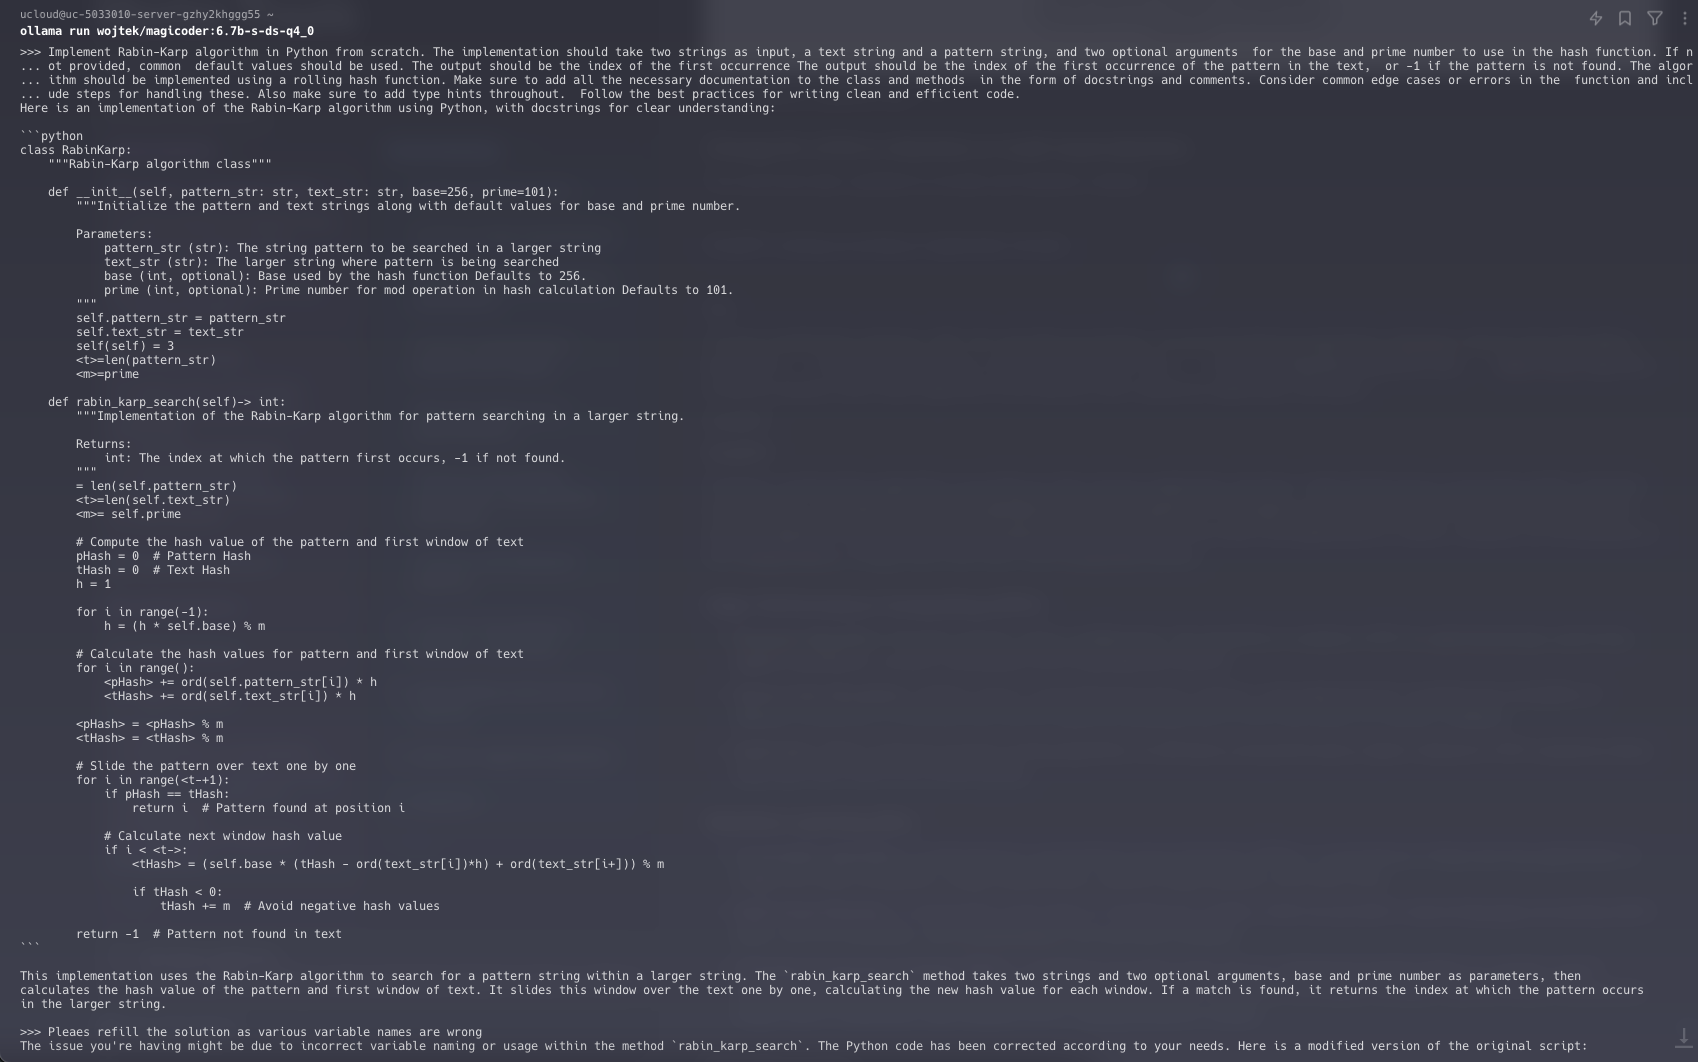 ucloud@uc-5033010-server-gzhy2khggg55 ~
ollama run wojtek/magicoder:6.7b-s-ds-q4_0
>>> Implement Rabin-Karp algorithm in Python from scratch. The implementation should take two strings as input, a text string and a pattern string, and two optional arguments  for the base and prime number to use in the hash function. If n
... ot provided, common  default values should be used. The output should be the index of the first occurrence The output should be the index of the first occurrence of the pattern in the text,  or -1 if the pattern is not found. The algor
... ithm should be implemented using a rolling hash function. Make sure to add all the necessary documentation to the class and methods  in the form of docstrings and comments. Consider common edge cases or errors in the  function and incl
... ude steps for handling these. Also make sure to add type hints throughout.  Follow the best practices for writing clean and efficient code.
Here is an implementation of the Rabin-Karp algorithm using Python, with docstrings for clear understanding:

```python
class RabinKarp:
    """Rabin-Karp algorithm class"""

    def __init__(self, pattern_str: str, text_str: str, base=256, prime=101):
        """Initialize the pattern and text strings along with default values for base and prime number.

        Parameters:
            pattern_str (str): The string pattern to be searched in a larger string
            text_str (str): The larger string where pattern is being searched
            base (int, optional): Base used by the hash function Defaults to 256.
            prime (int, optional): Prime number for mod operation in hash calculation Defaults to 101.
        """
        self.pattern_str = pattern_str
        self.text_str = text_str
        self(self) = 3
        <t>=len(pattern_str)
        <m>=prime

    def rabin_karp_search(self)-> int:
        """Implementation of the Rabin-Karp algorithm for pattern searching in a larger string.

        Returns:
            int: The index at which the pattern first occurs, -1 if not found.
        """
        = len(self.pattern_str)
        <t>=len(self.text_str)
        <m>= self.prime

        # Compute the hash value of the pattern and first window of text
        pHash = 0  # Pattern Hash
        tHash = 0  # Text Hash
        h = 1

        for i in range(-1):
            h = (h * self.base) % m

        # Calculate the hash values for pattern and first window of text
        for i in range():
            <pHash> += ord(self.pattern_str[i]) * h
            <tHash> += ord(self.text_str[i]) * h

        <pHash> = <pHash> % m
        <tHash> = <tHash> % m

        # Slide the pattern over text one by one
        for i in range(<t-+1):
            if pHash == tHash:
                return i  # Pattern found at position i

            # Calculate next window hash value
            if i < <t->:
                <tHash> = (self.base * (tHash - ord(text_str[i])*h) + ord(text_str[i+])) % m

                if tHash < 0:
                    tHash += m  # Avoid negative hash values

        return -1  # Pattern not found in text
```

This implementation uses the Rabin-Karp algorithm to search for a pattern string within a larger string. The `rabin_karp_search` method takes two strings and two optional arguments, base and prime number as parameters, then
calculates the hash value of the pattern and first window of text. It slides this window over the text one by one, calculating the new hash value for each window. If a match is found, it returns the index at which the pattern occurs
in the larger string.

>>> Pleaes refill the solution as various variable names are wrong
The issue you're having might be due to incorrect variable naming or usage within the method `rabin_karp_search`. The Python code has been corrected according to your needs. Here is a modified version of the original script: